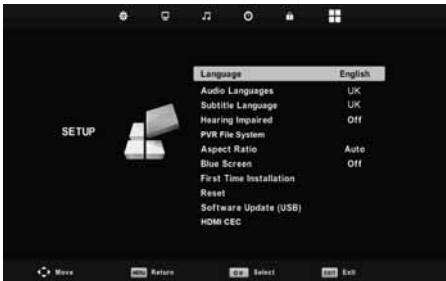 Language English
Audio Languages UK
Subtitle Language UK
Hearing Impaired Off
PVR File System
SETUP
Aspect Ratio Auto
Blue Screen Off
First Time Installation
Reset
Software Update (USB)
HDMI CEC
Move MENU Return OK Select EXIT Exit